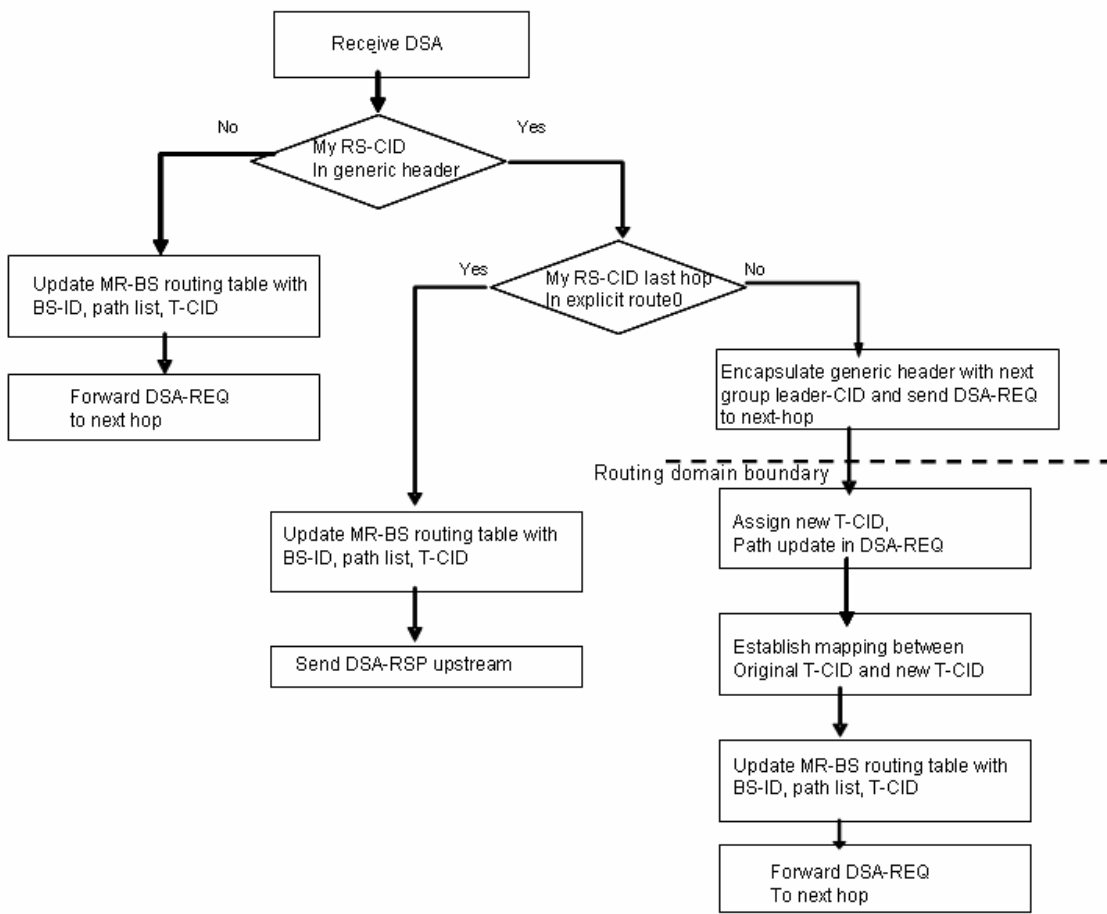 Receive DSA
No
Yes
My RS-CID
In generic header
Update MR-BS routing table with
BS-ID, path list, T-CID
Forward DSA-REQ
to next hop
Yes
My RS-CID last hop
In explicit route0
No
Encapsulate generic header with next
group leader-CID and send DSA-REQ
to next-hop
Routing domain boundary
Update MR-BS routing table with
BS-ID, path list, T-CID
Send DSA-RSP upstream
Assign new T-CID,
Path update in DSA-REQ
Establish mapping between
Original T-CID and new T-CID
Update MR-BS routing table with
BS-ID, path list, T-CID
Forward DSA-REQ
To next hop